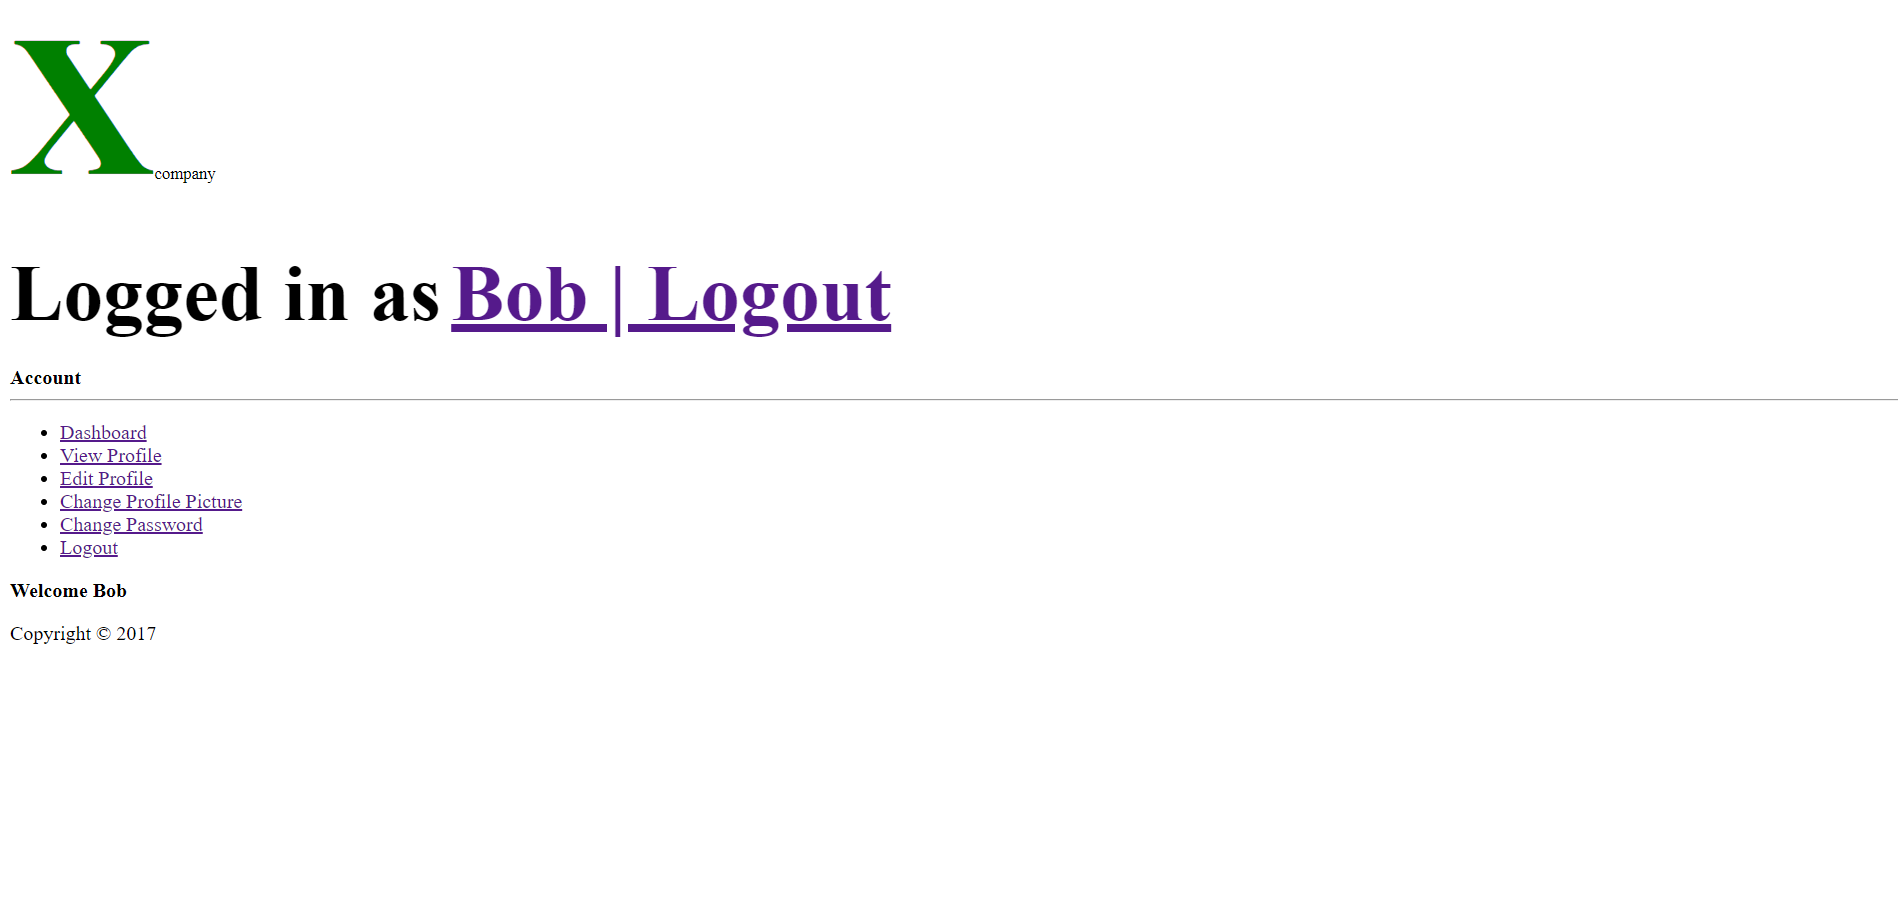 Xcompany
Logged in as Bob | Logout
Account
Dashboard
View Profile
Edit Profile
Change Profile Picture
Change Password
Logout
Welcome Bob
Copyright © 2017